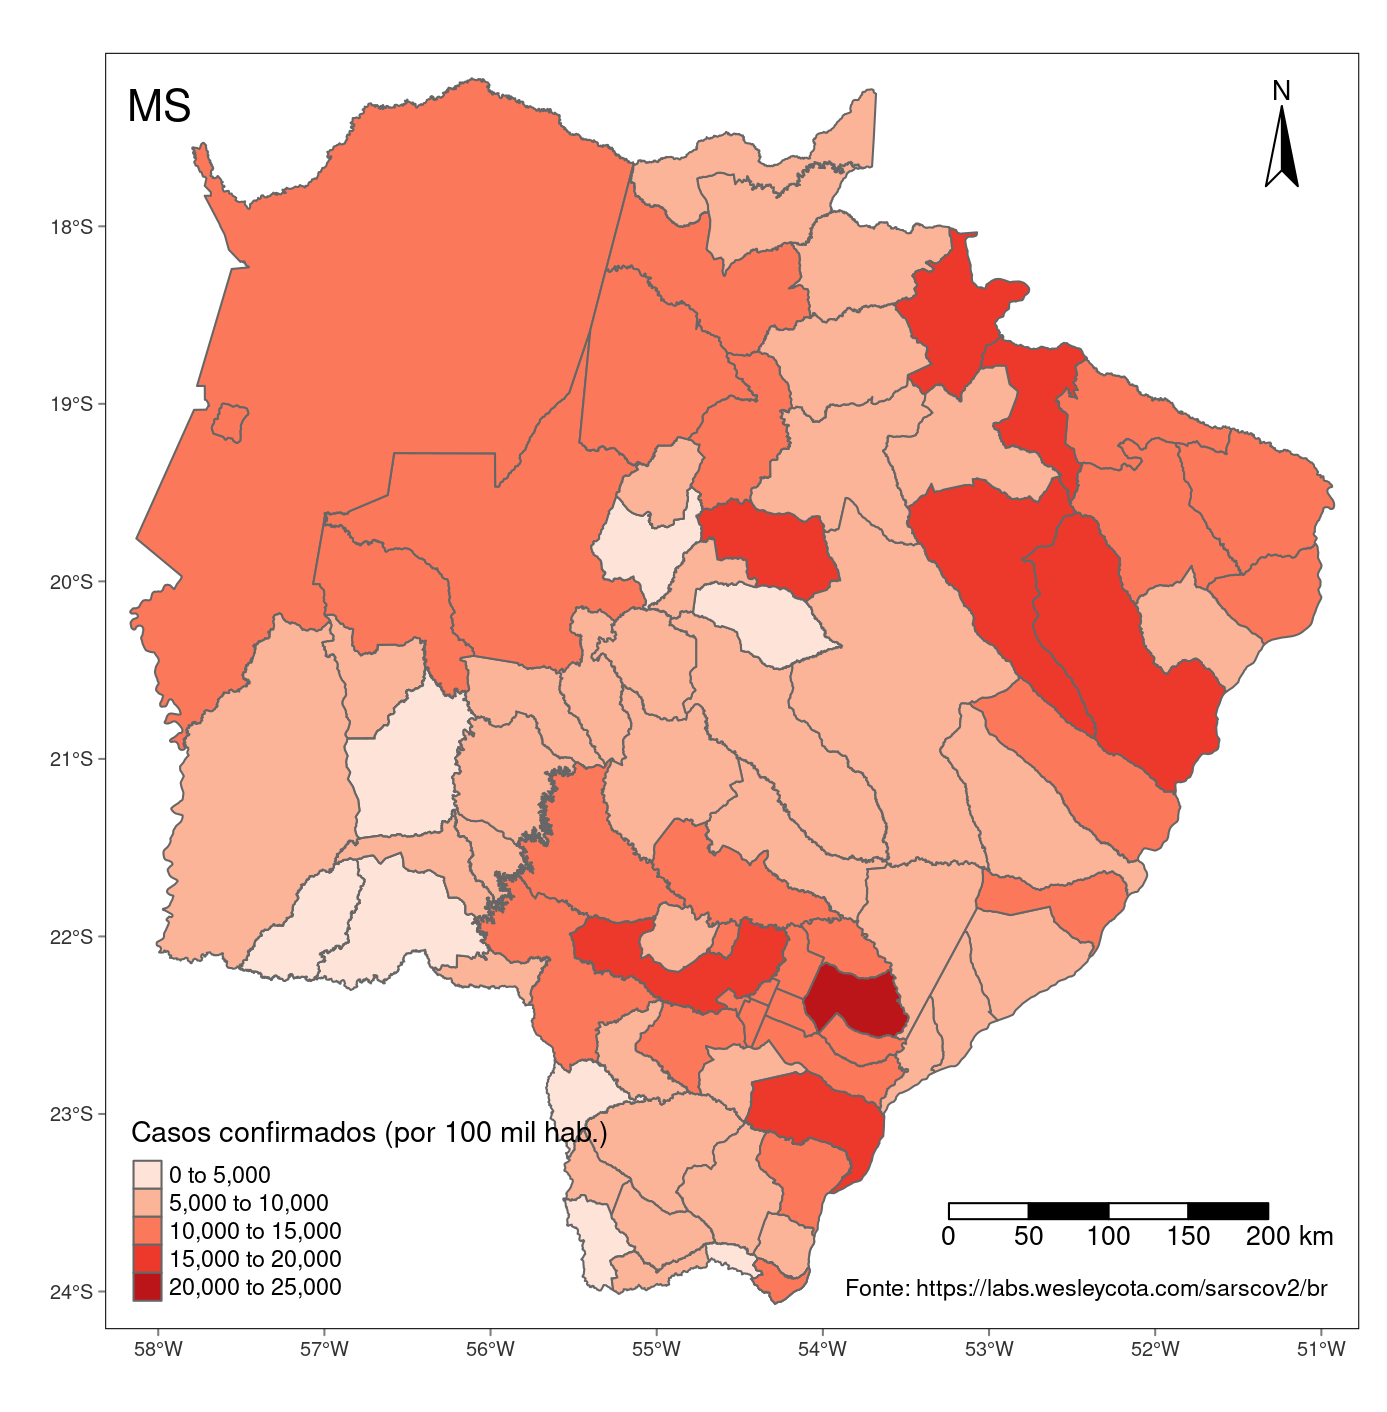 MS
N
18°S
19°S
20°S
21°S
22°S
23°S
24°S
Casos confirmados (por 100 mil hab.)
0 to 5,000
5,000 to 10,000
10,000 to 15,000
15,000 to 20,000
20,000 to 25,000
0 50 100 150 200 km
Fonte: https://labs.wesleycota.com/sarscov2/br
58°W 57°W 56°W 55°W 54°W 53°W 52°W 51°W